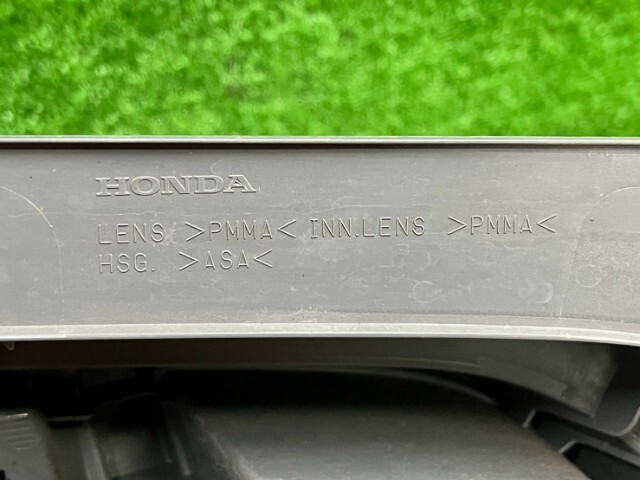 HONDA
LENS >PMMA< INN.LENS >PMMA<
HSG. >ASA<